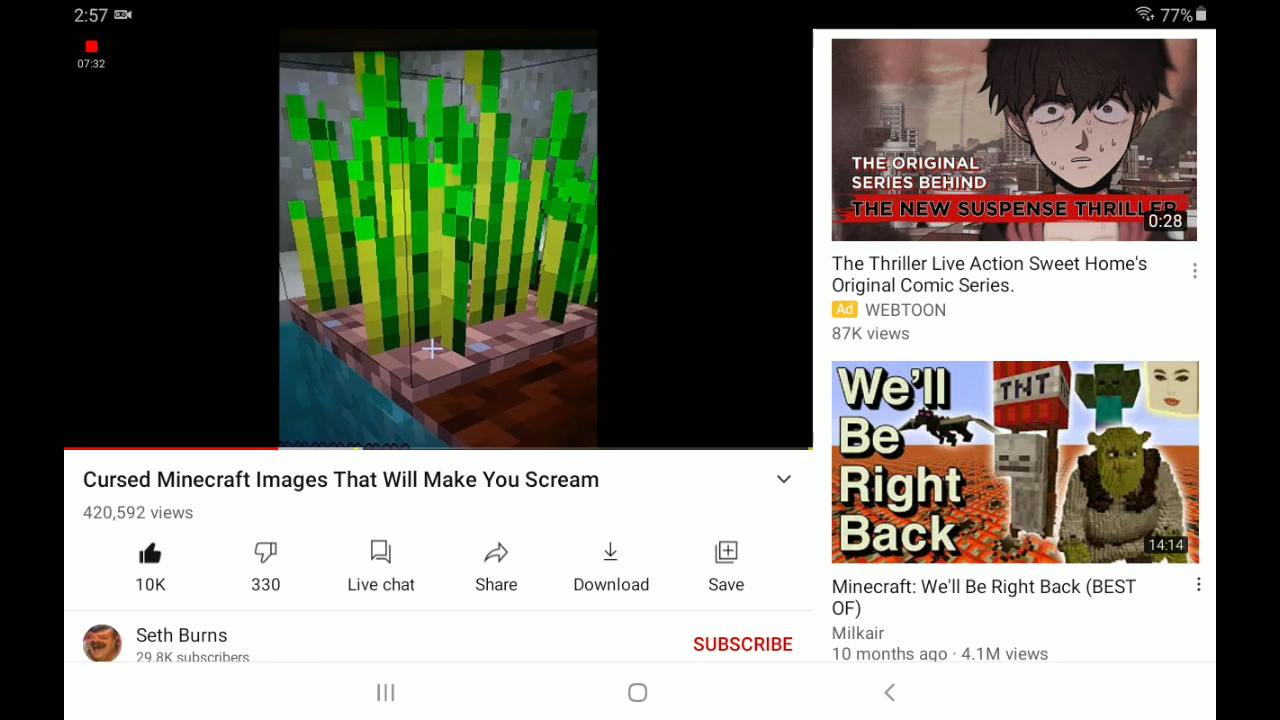 2:57
77%
07:32
THE ORIGINAL
SERIES BEHIND
THE NEW SUSPENSE THRILLER
0:28
The Thriller Live Action Sweet Home's
Original Comic Series.
Ad WEBTOON
87K views
We'll
Be
Right
Back
TNT
14:14
Minecraft: We'll Be Right Back (BEST
OF)
Milkair
10 months ago · 4.1M views
Cursed Minecraft Images That Will Make You Scream
420,592 views
10K
330
Live chat
Share
Download
Save
Seth Burns
29.8K subscribers
SUBSCRIBE